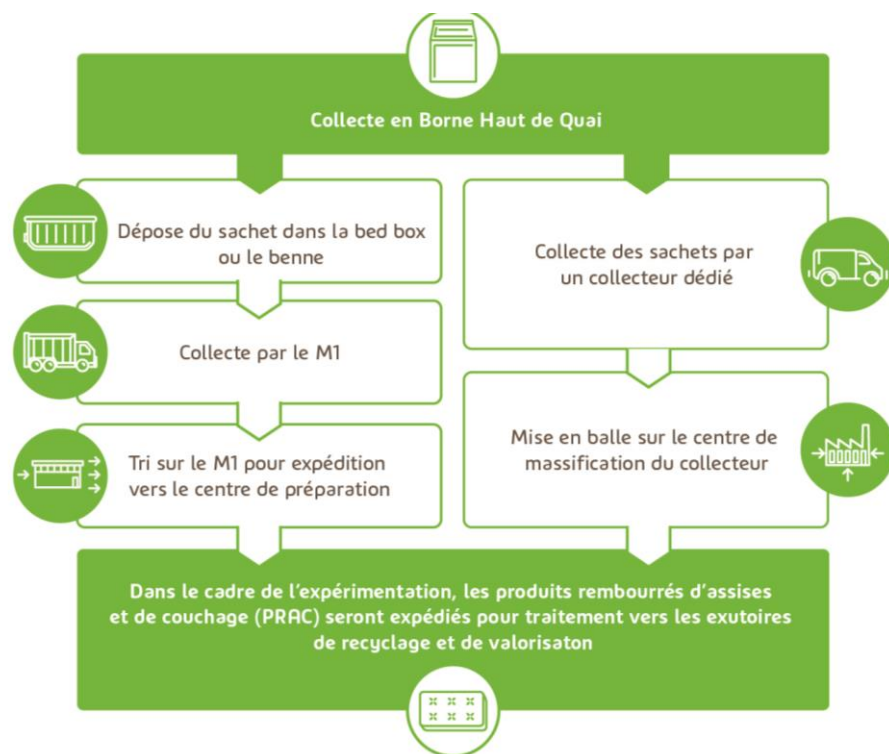 Collecte en Borne Haut de Quai
Dépose du sachet dans la bed box
ou le benne
Collecte par le M1
Tri sur le M1 pour expédition
vers le centre de préparation
Collecte des sachets par
un collecteur dédié
Mise en balle sur le centre de
massification du collecteur
Dans le cadre de l'expérimentation, les produits rembourrés d'assises
et de couchage (PRAC) seront expédiés pour traitement vers les exutoires
de recyclage et de valorisaton